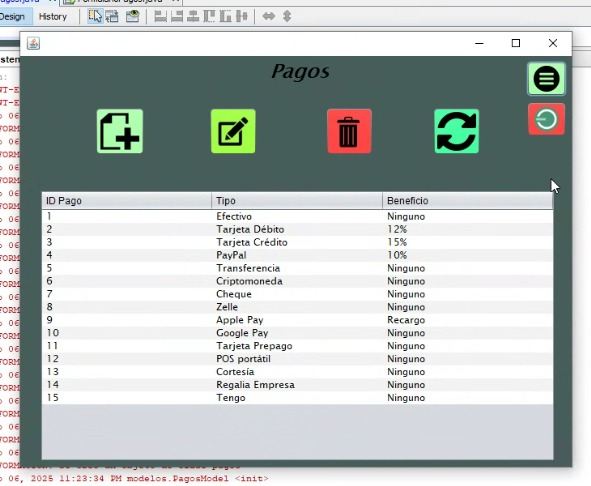 Design History
Pagos
ID Pago Tipo Beneficio
1 Efectivo Ninguno
2 Tarjeta Débito 12%
3 Tarjeta Crédito 15%
4 PayPal 10%
5 Transferencia Ninguno
6 Criptomoneda Ninguno
7 Cheque Ninguno
8 Zelle Ninguno
9 Apple Pay Recargo
10 Google Pay Ninguno
11 Tarjeta Prepago Ninguno
12 POS portátil Ninguno
13 Cortesía Ninguno
14 Regalia Empresa Ninguno
15 Tengo Ninguno
06, 2025 11:23:34 PM modelos.PagosModel <init>